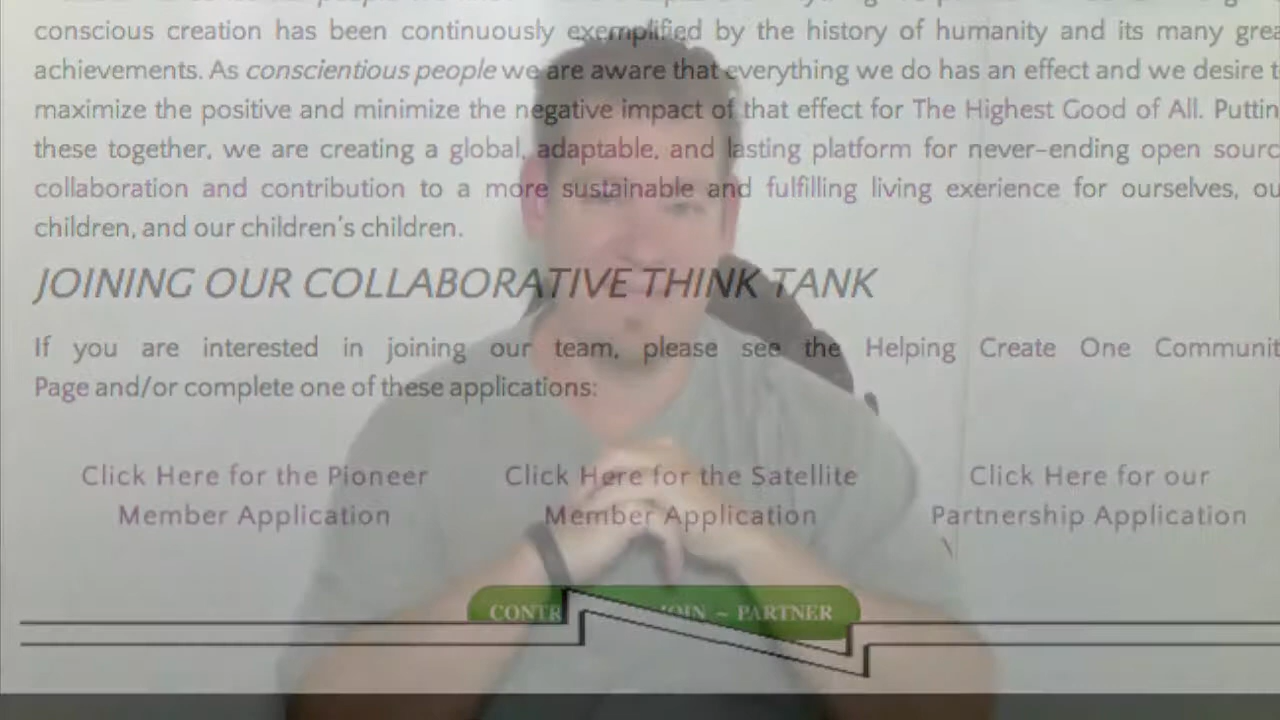 conscious creation has been continuously exemplified by the history of humanity and its many grea
achievements. As conscientious people we are aware that everything we do has an effect and we desire t
maximize the positive and minimize the negative impact of that effect for The Highest Good of All. Puttin
these together, we are creating a global, adaptable, and lasting platform for never-ending open sourc
collaboration and contribution to a more sustainable and fulfilling living exerience for ourselves, ou
children, and our children's children.
JOINING OUR COLLABORATIVE THINK TANK
If you are interested in joining our team, please see the Helping Create One Communit
Page and/or complete one of these applications:
Click Here for the Pioneer Click Here for the Satellite Click Here for our
Member Application Member Application Partnership Application
CONTR JOIN ~ PARTNER